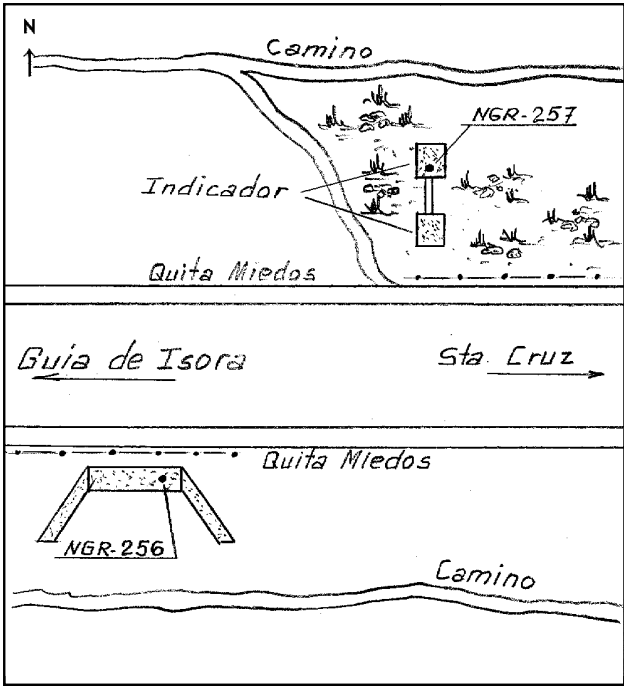 N
Camino
NGR-257
Indicador
Quita Miedos
Guia de Isora
Sta. Cruz
Quita Miedos
NGR-256
Camino